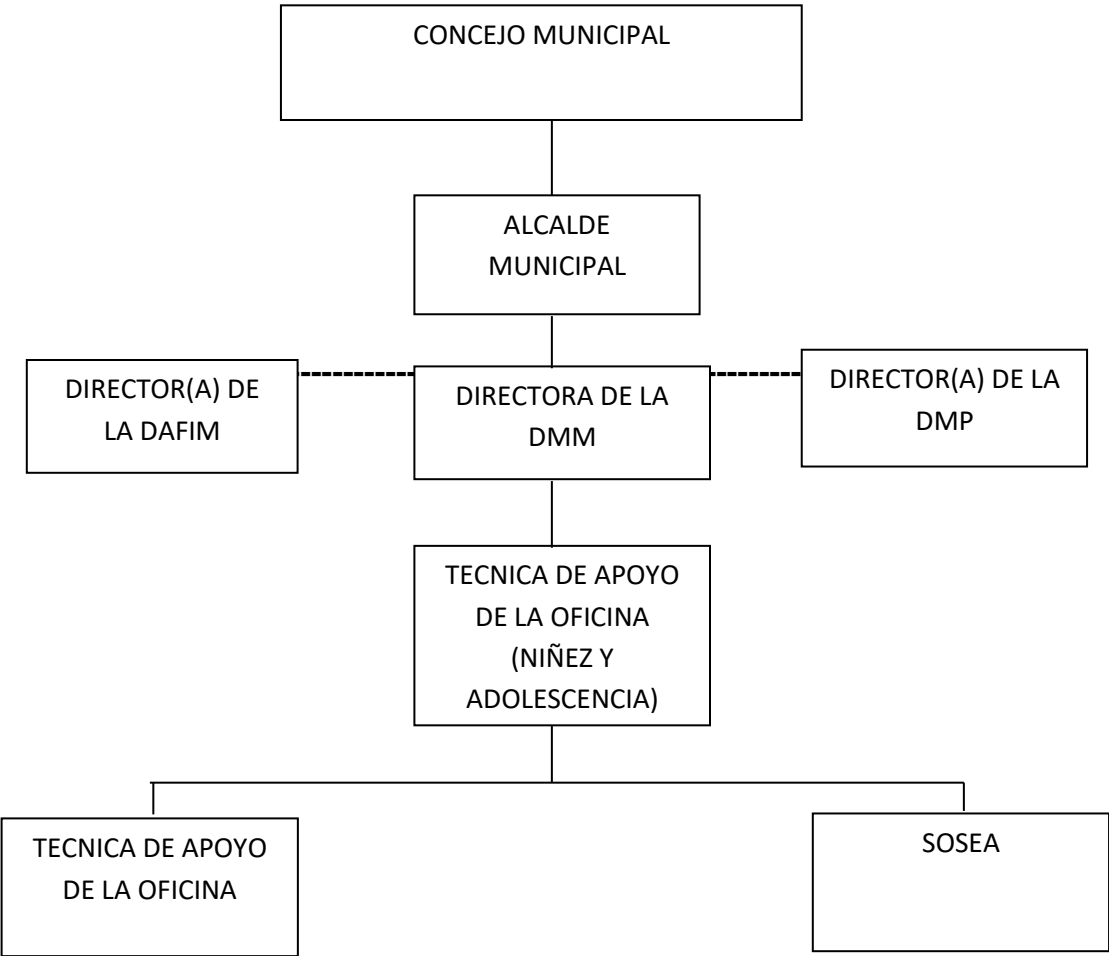 CONCEJO MUNICIPAL
ALCALDE
MUNICIPAL
DIRECTOR(A) DE
LA DAFIM
DIRECTORA DE LA
DMM
DIRECTOR(A) DE LA
DMP
TECNICA DE APOYO
DE LA OFICINA
(NIÑEZ Y
ADOLESCENCIA)
TECNICA DE APOYO
DE LA OFICINA
SOSEA